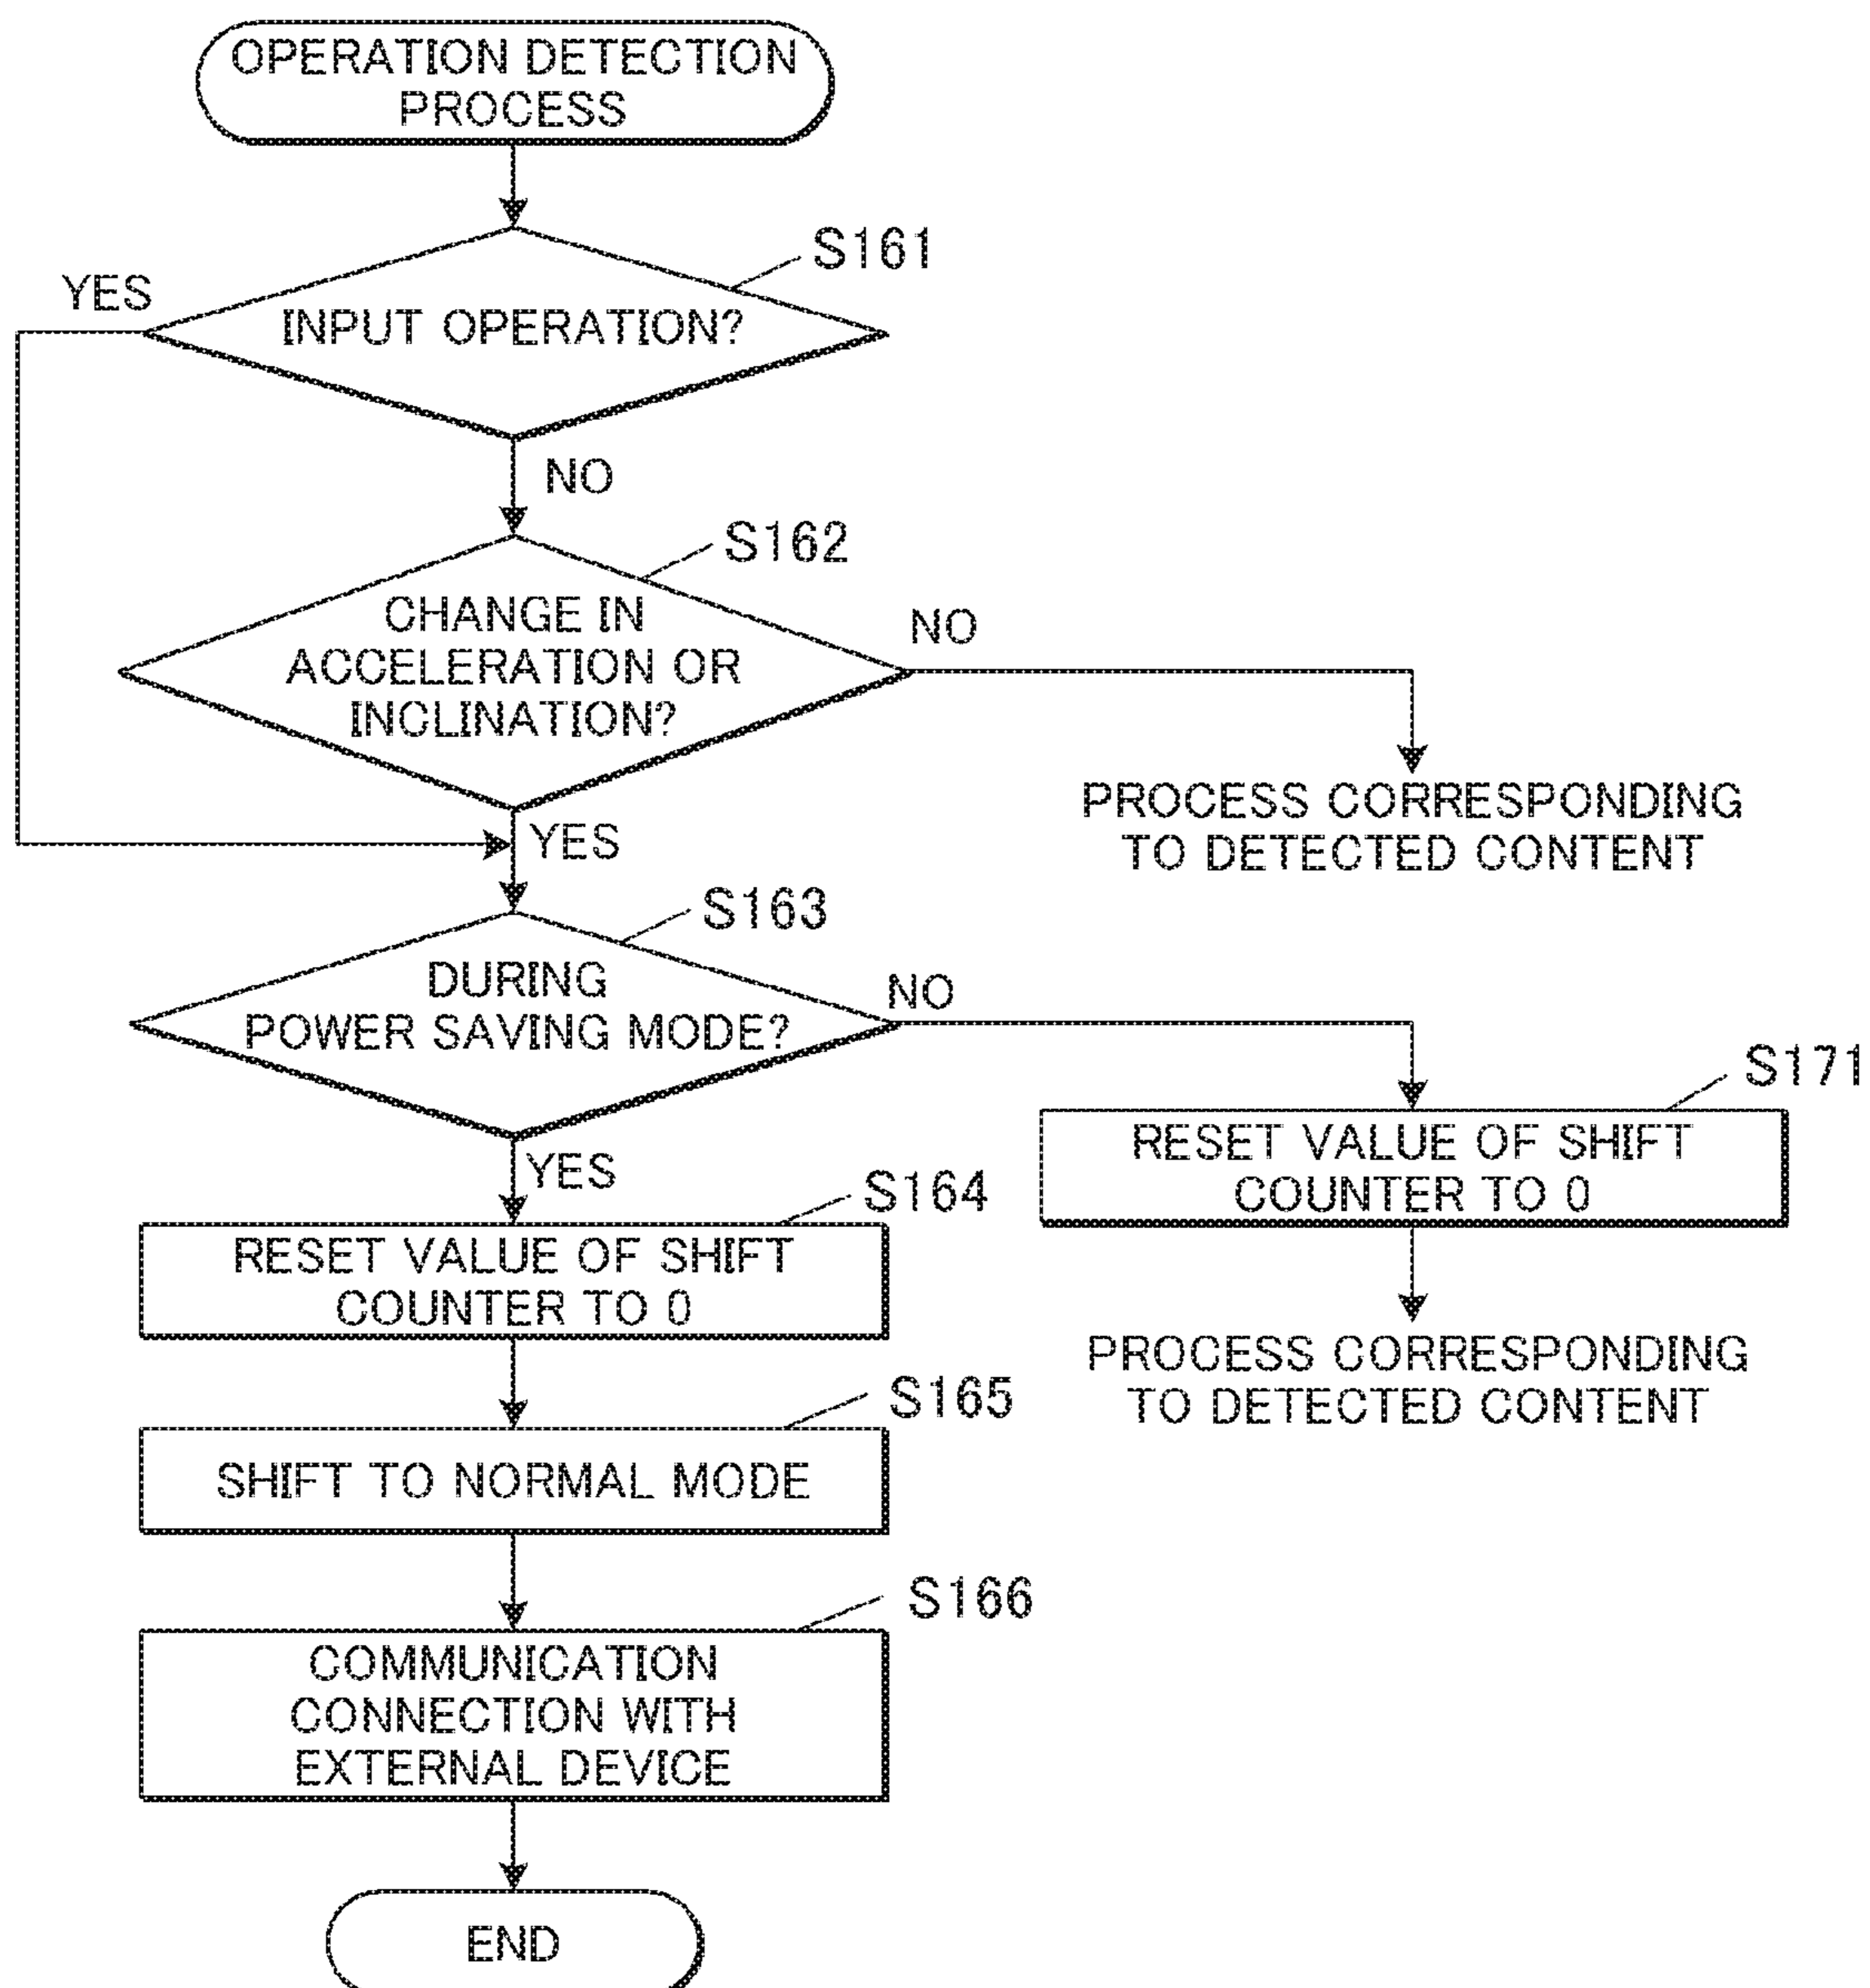 OPERATION DETECTION
PROCESS
S161
YES
INPUT OPERATION?
NO
S162
CHANGE IN
ACCELERATION OR
INCLINATION?
NO
PROCESS CORRESPONDING
TO DETECTED CONTENT
YES
S163
DURING
POWER SAVING MODE?
NO
S171
RESET VALUE OF SHIFT
COUNTER TO 0
PROCESS CORRESPONDING
TO DETECTED CONTENT
YES
S164
RESET VALUE OF SHIFT
COUNTER TO 0
S165
SHIFT TO NORMAL MODE
S166
COMMUNICATION
CONNECTION WITH
EXTERNAL DEVICE
END